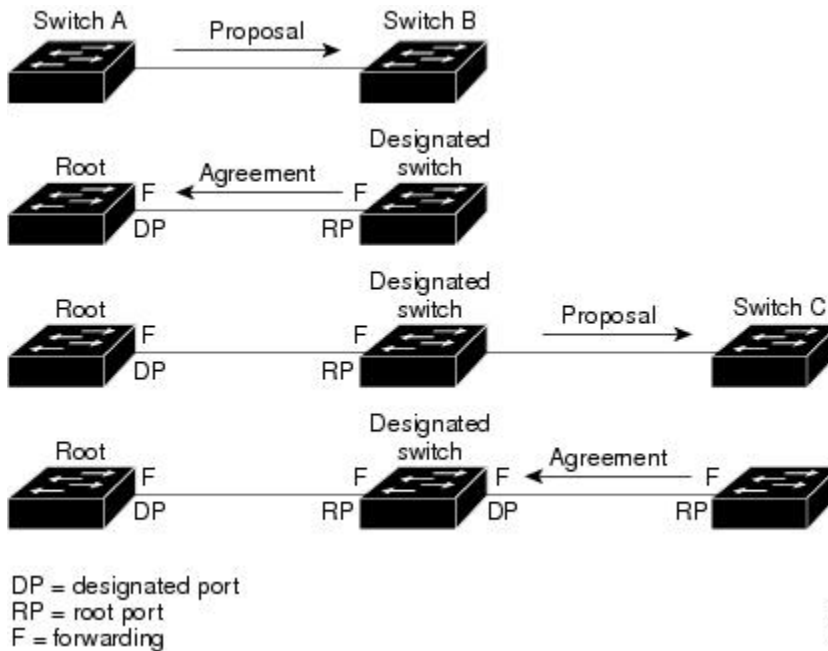 Switch A
Proposal
Switch B
Root
F
Agreement
F
Designated
switch
DP
RP
Root
F
F
Designated
switch
Proposal
Switch C
DP
RP
Root
F
F
Designated
switch
F
Agreement
F
DP
RP
DP
RP
DP = designated port
RP = root port
F = forwarding